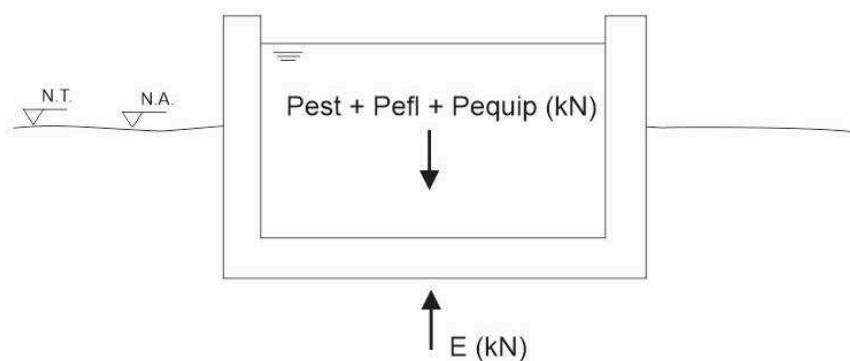 N.T.
N.A.
Pest + Pefl + Pequip (kN)
E (kN)